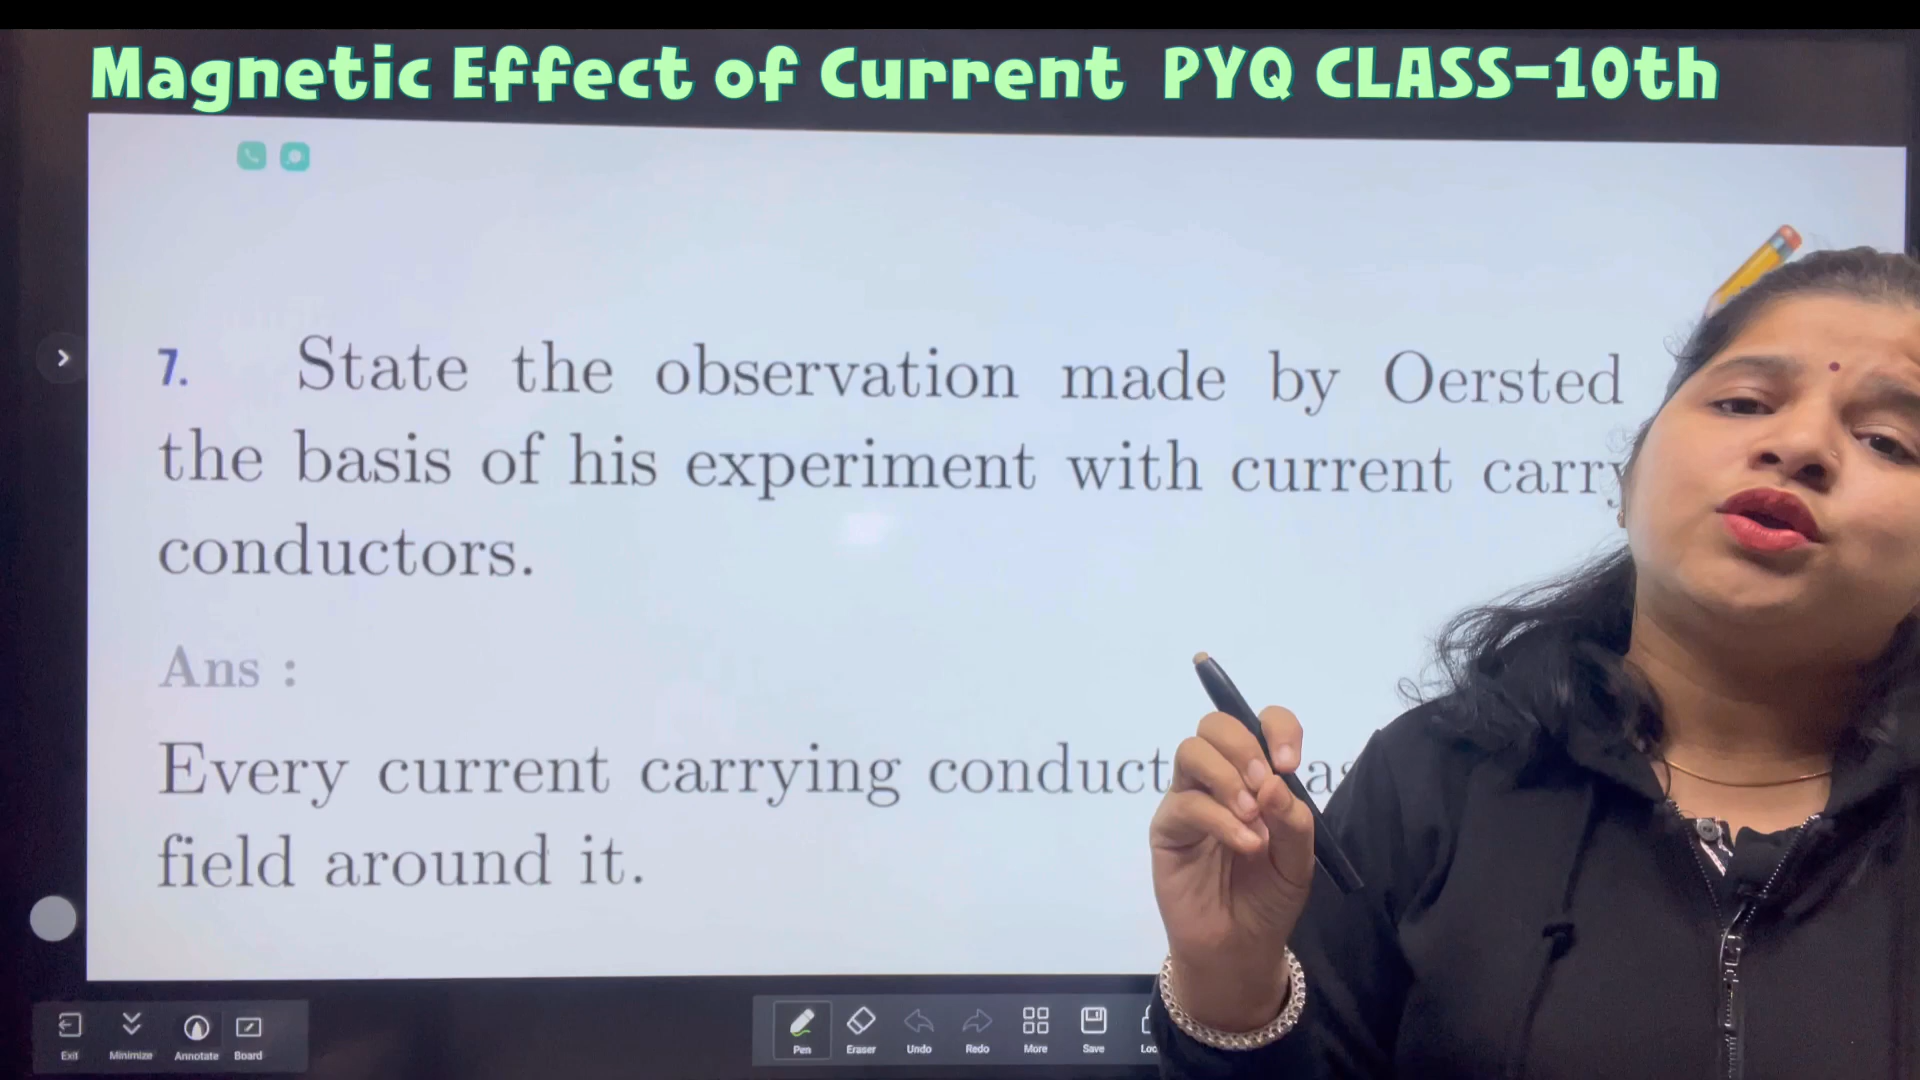 Magnetic Effect of Current PYQ CLASS-10th
7. State the observation made by Oersted
the basis of his experiment with current
conductors.
Ans :
Every current carrying
field around it.
Exit Minimize Annotate Board
Pen Eraser Undo Redo More Save